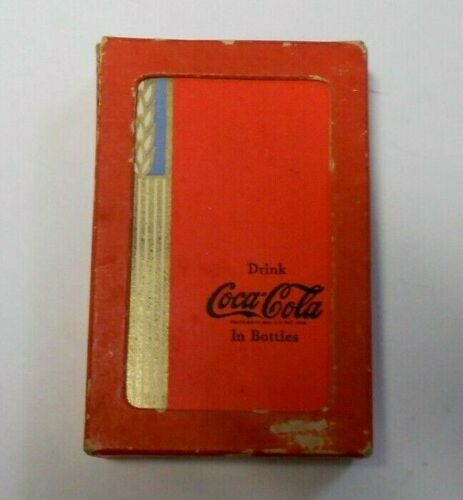 Drink
Coca-Cola
In Bottles